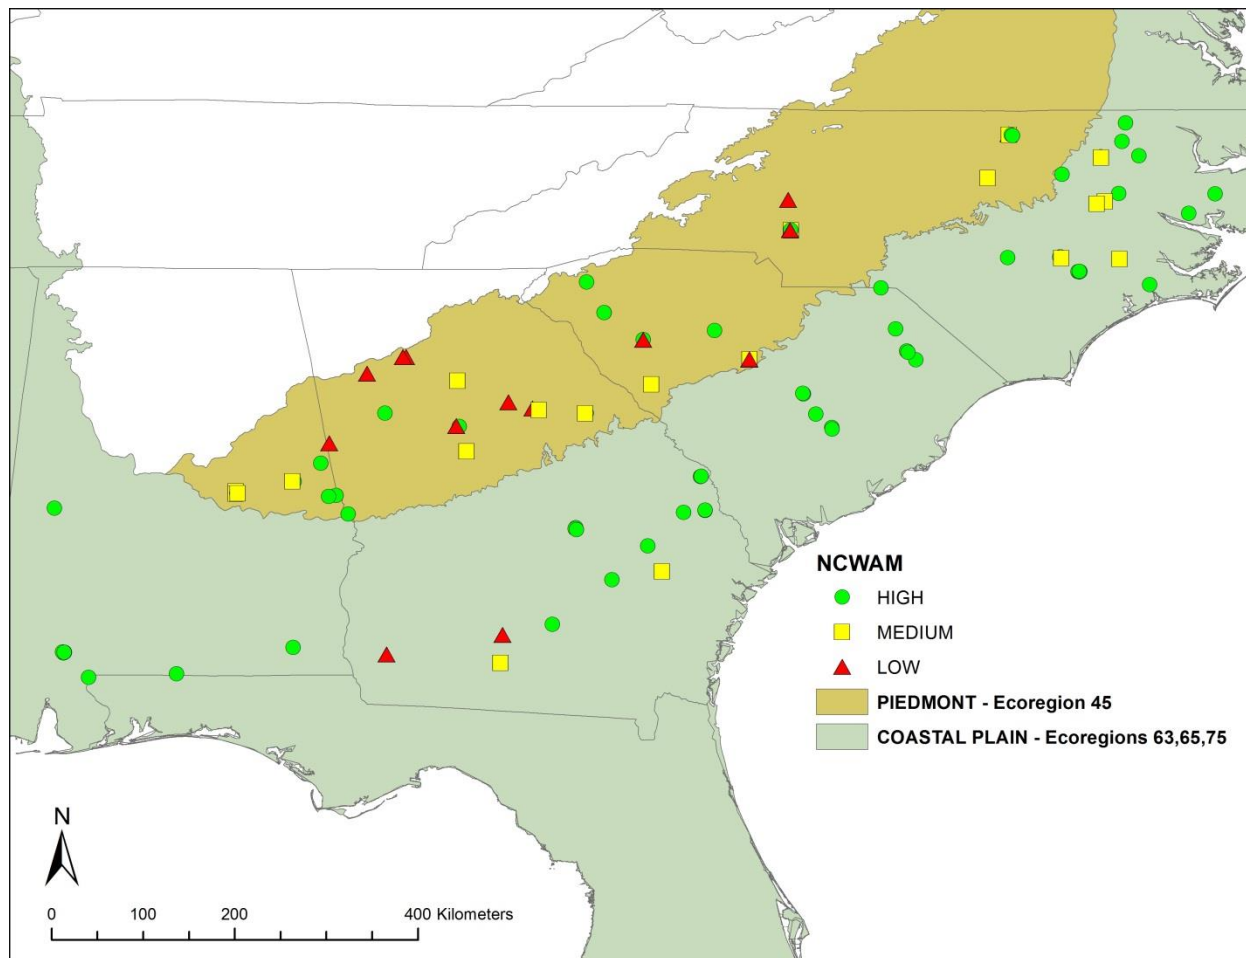 NCWAM
HIGH
MEDIUM
LOW
PIEDMONT - Ecoregion 45
COASTAL PLAIN - Ecoregions 63,65,75
N
0 100 200 400 Kilometers